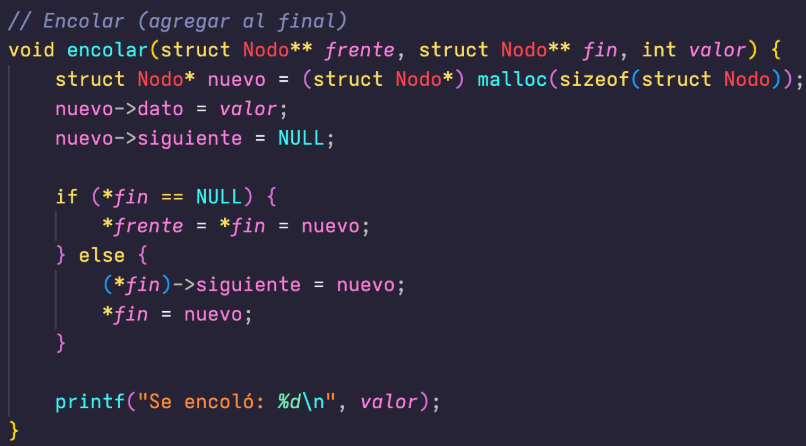 // Encolar (agregar al final)
void encolar(struct Nodo** frente, struct Nodo** fin, int valor) {
    struct Nodo* nuevo = (struct Nodo*) malloc(sizeof(struct Nodo));
    nuevo->dato = valor;
    nuevo->siguiente = NULL;

    if (*fin == NULL) {
        *frente = *fin = nuevo;
    } else {
        (*fin)->siguiente = nuevo;
        *fin = nuevo;
    }

    printf("Se encoló: %d\n", valor);
}